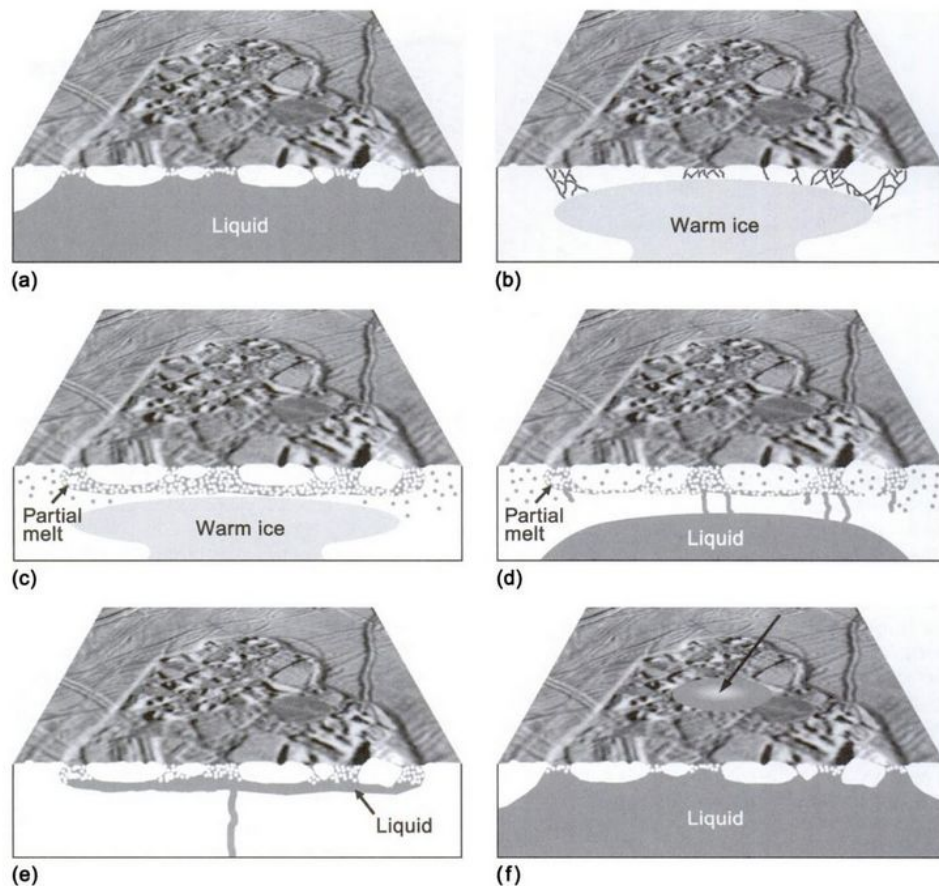 Liquid
(a)
Warm ice
(b)
Partial
melt
Warm ice
(c)
Partial
melt
Liquid
(d)
Liquid
(e)
Liquid
(f)